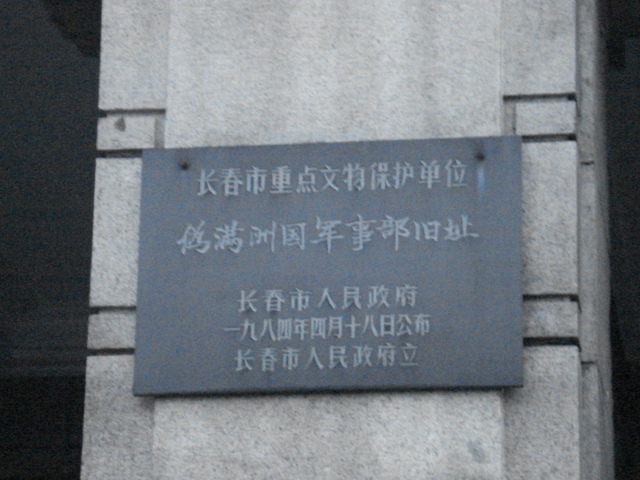 长春市重点文物保护单位
伪满洲国军事部旧址
长春市人民政府
一九八四年四月十八日公布
长春市人民政府立